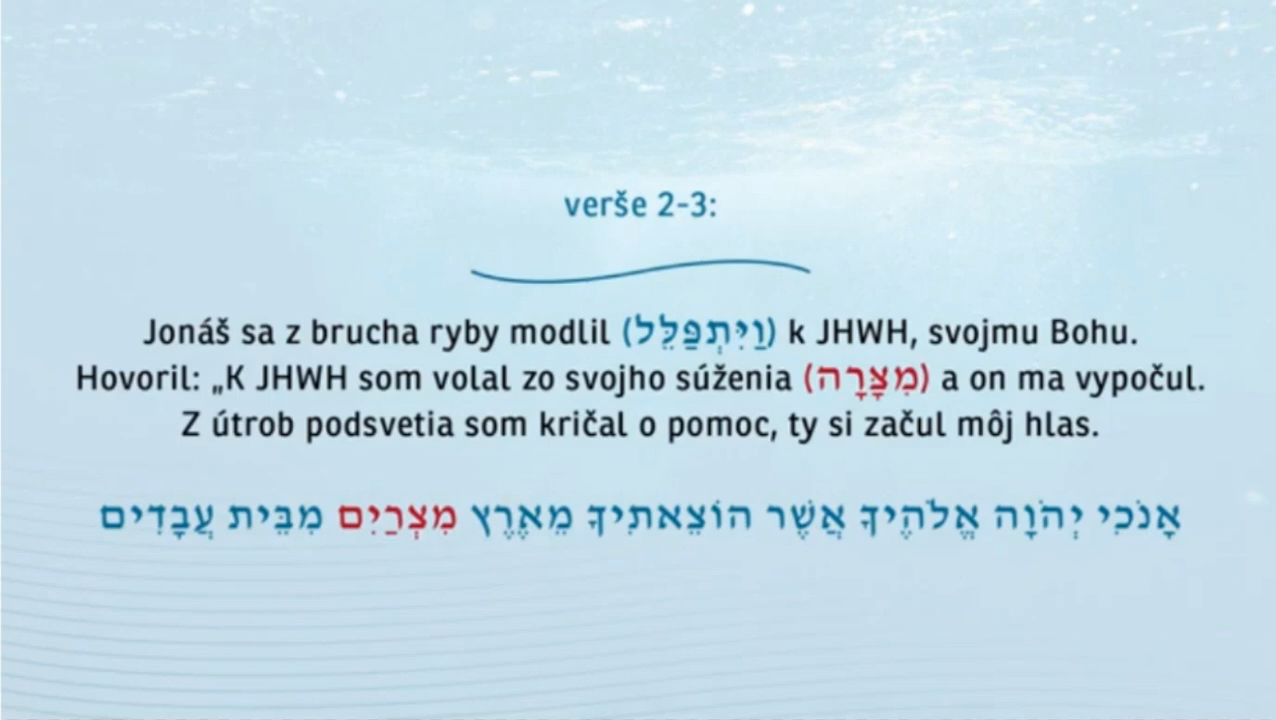 verše 2-3:
Jonáš sa z brucha ryby modlil (וַיִּתְפַּלֵּל) k JHWH, svojmu Bohu.
Hovoril: „K JHWH som volal zo svojho súženia (מִצָּרָה) a on ma vypočul.
Z útrob podsvetia som kričal o pomoc, ty si začul môj hlas.
אָנֹכִי יְהֹוָה אֱלֹהֶיךָ אֲשֶׁר הוֹצֵאתִיךָ מֵאֶרֶץ מִצְרַיִם מִבֵּית עֲבָדִים